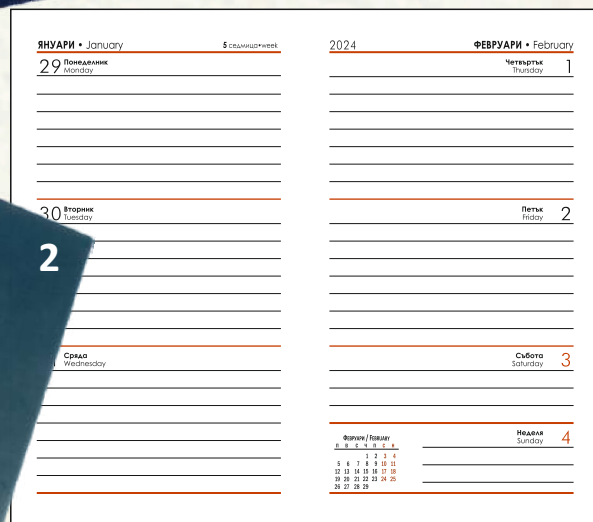 ЯНУАРИ • January
5 седмица•week
29 Понеделник
Monday
30 Вторник
Tuesday
2
Сряда
Wednesday
2024
ФЕВРУАРИ • February
Четвъртък 1
Thursday
Петък 2
Friday
Събота 3
Saturday
Неделя 4
Sunday
Февруари / February
П В С Ч П С Н
1 2 3 4
5 6 7 8 9 10 11
12 13 14 15 16 17 18
19 20 21 22 23 24 25
26 27 28 29